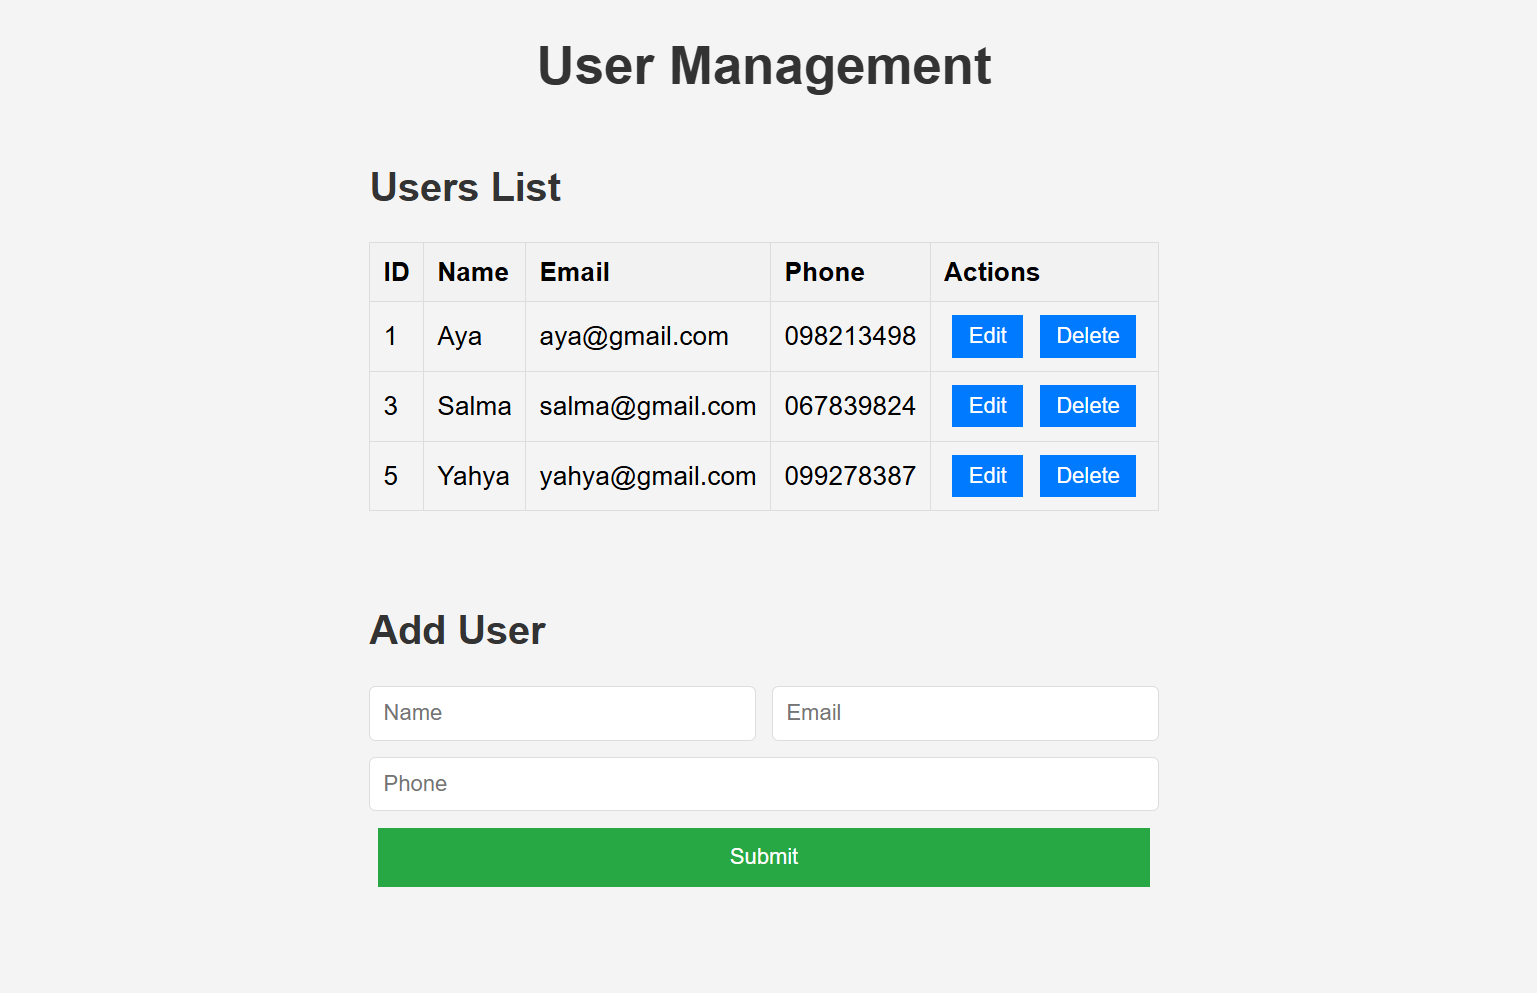 User Management
Users List
ID Name Email Phone Actions
1 Aya aya@gmail.com 098213498 Edit Delete
3 Salma salma@gmail.com 067839824 Edit Delete
5 Yahya yahya@gmail.com 099278387 Edit Delete
Add User
Name Email
Phone
Submit